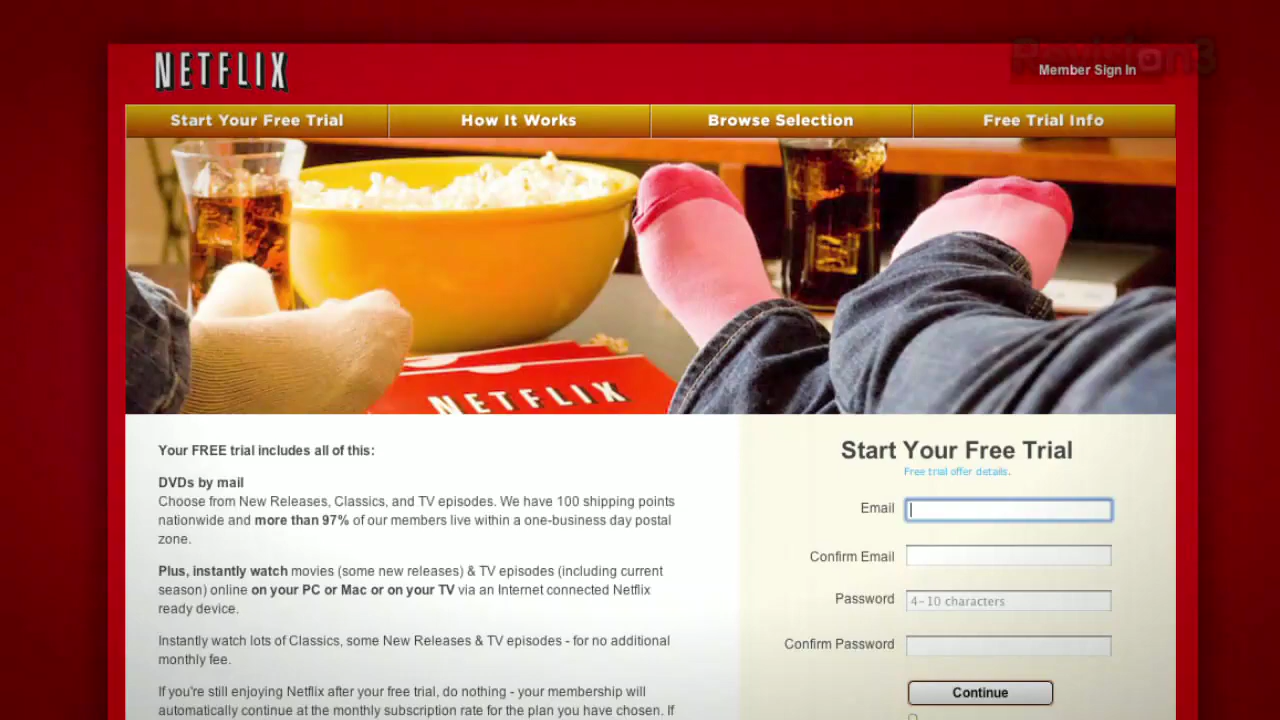 NETFLIX
Revision3
Member Sign In
Start Your Free Trial
How It Works
Browse Selection
Free Trial Info
NETFLIX
Your FREE trial includes all of this:
DVDs by mail
Choose from New Releases, Classics, and TV episodes. We have 100 shipping points
nationwide and more than 97% of our members live within a one-business day postal
zone.
Plus, instantly watch movies (some new releases) & TV episodes (including current
season) online on your PC or Mac or on your TV via an Internet connected Netflix
ready device.
Instantly watch lots of Classics, some New Releases & TV episodes - for no additional
monthly fee.
If you're still enjoying Netflix after your free trial, do nothing - your membership will
automatically continue at the monthly subscription rate for the plan you have chosen. If
Start Your Free Trial
Free trial offer details.
Email
Confirm Email
Password
4-10 characters
Confirm Password
Continue